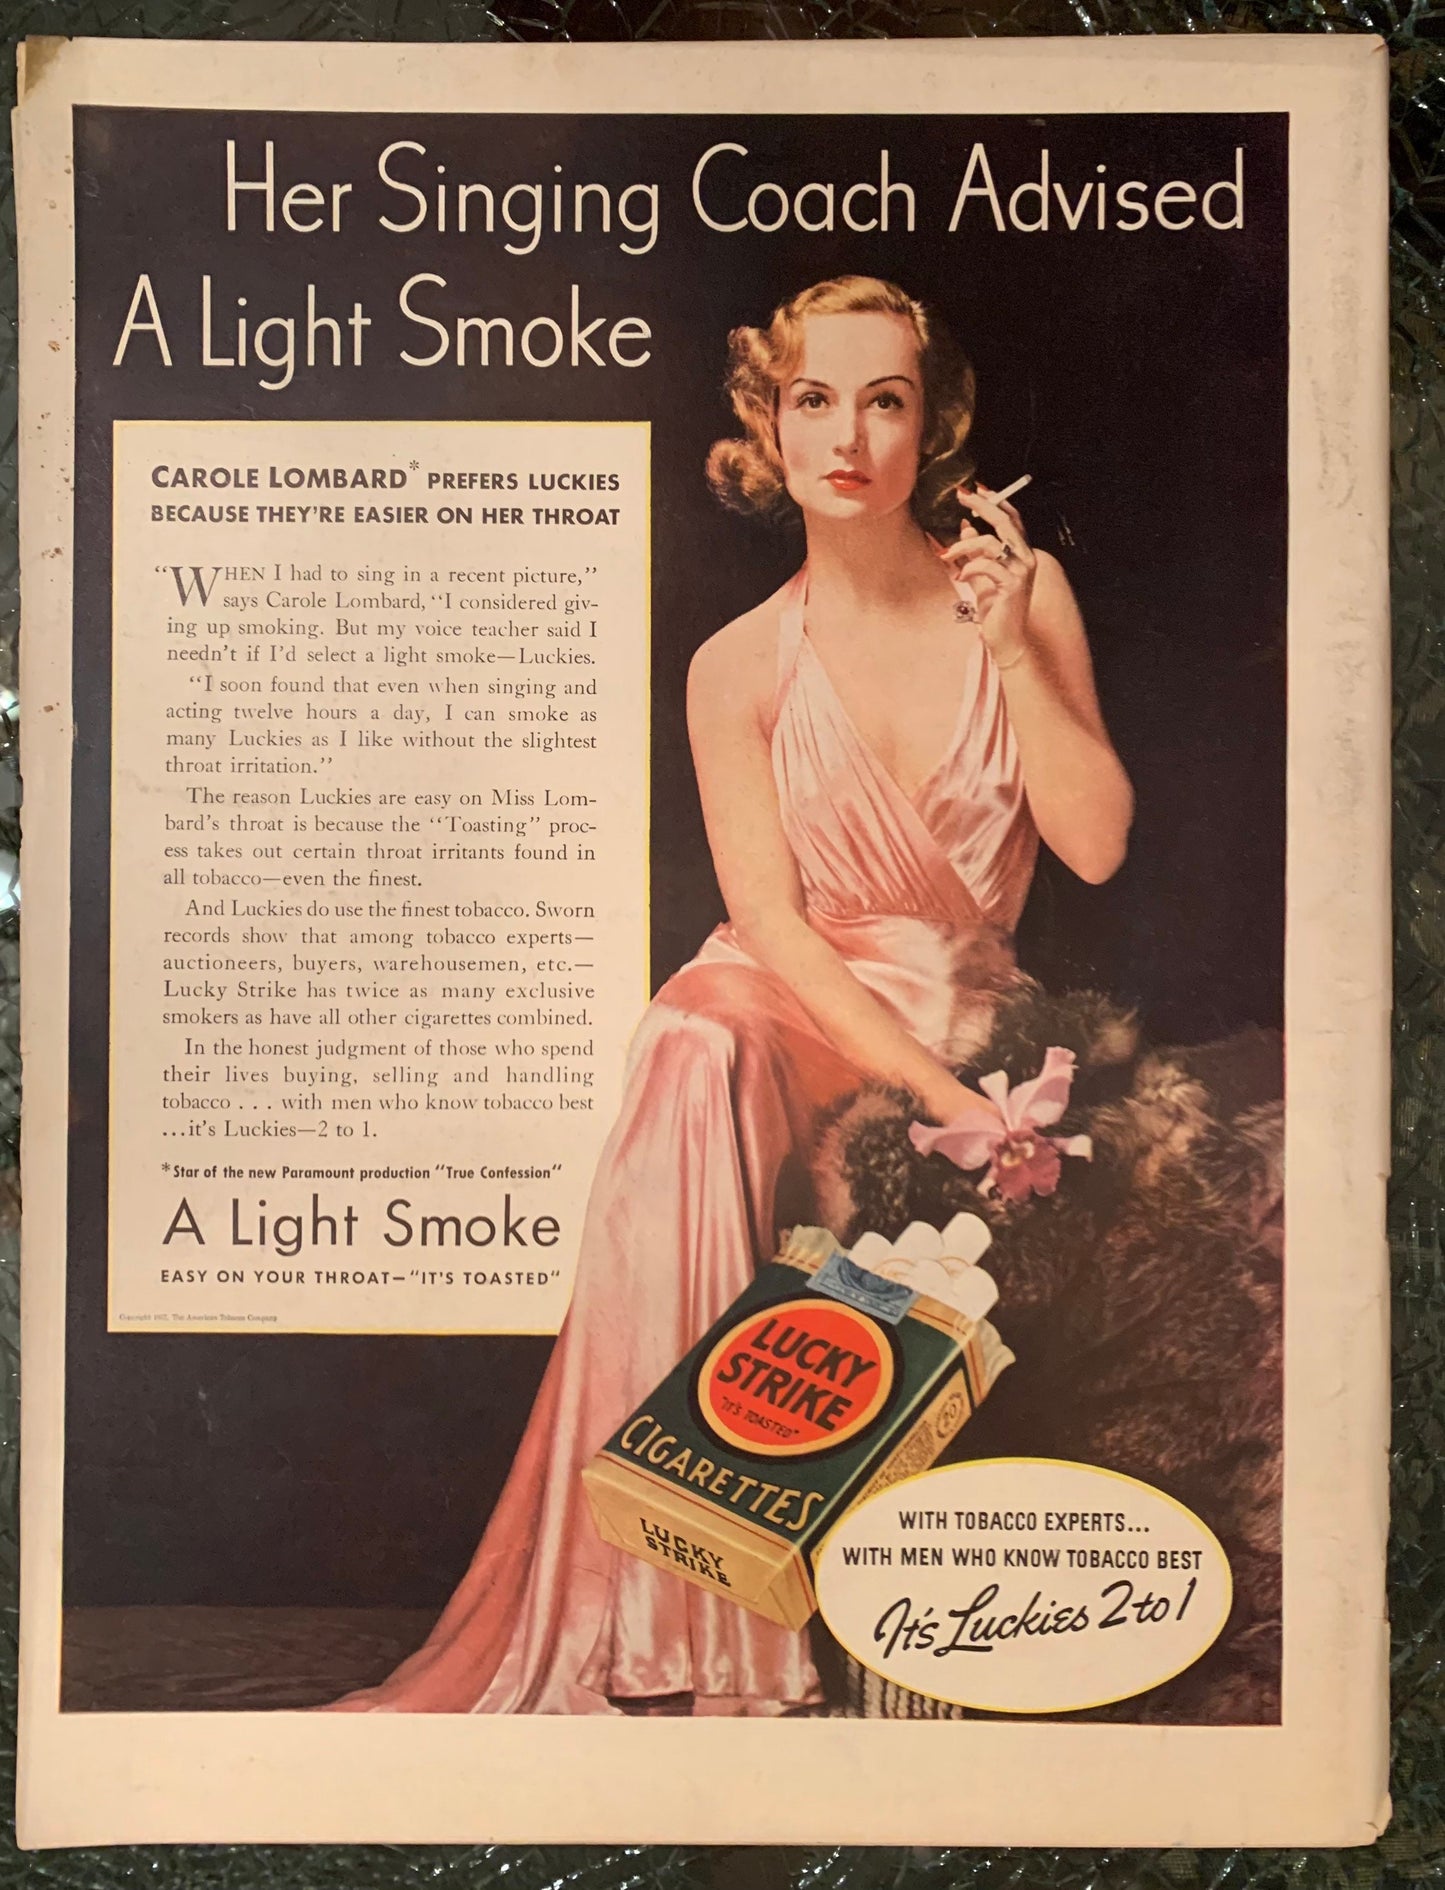 Her Singing Coach Advised
A Light Smoke
CAROLE LOMBARD* PREFERS LUCKIES
BECAUSE THEY'RE EASIER ON HER THROAT
"WHEN I had to sing in a recent picture,"
says Carole Lombard, "I considered giv-
ing up smoking. But my voice teacher said I
needn't if I'd select a light smoke—Luckies.
"I soon found that even when singing and
acting twelve hours a day, I can smoke as
many Luckies as I like without the slightest
throat irritation."
The reason Luckies are easy on Miss Lom-
bard's throat is because the "Toasting" proc-
ess takes out certain throat irritants found in
all tobacco—even the finest.
And Luckies do use the finest tobacco. Sworn
records show that among tobacco experts—
auctioneers, buyers, warehousemen, etc.—
Lucky Strike has twice as many exclusive
smokers as have all other cigarettes combined.
In the honest judgment of those who spend
their lives buying, selling and handling
tobacco . . . with men who know tobacco best
...it's Luckies—2 to 1.
*Star of the new Paramount production "True Confession"
A Light Smoke
EASY ON YOUR THROAT—"IT'S TOASTED"
Copyright 1937, The American Tobacco Company
LUCKY
STRIKE
"IT'S TOASTED"
CIGARETTES
LUCKY
STRIKE
20
WITH TOBACCO EXPERTS...
WITH MEN WHO KNOW TOBACCO BEST
It's Luckies 2 to 1